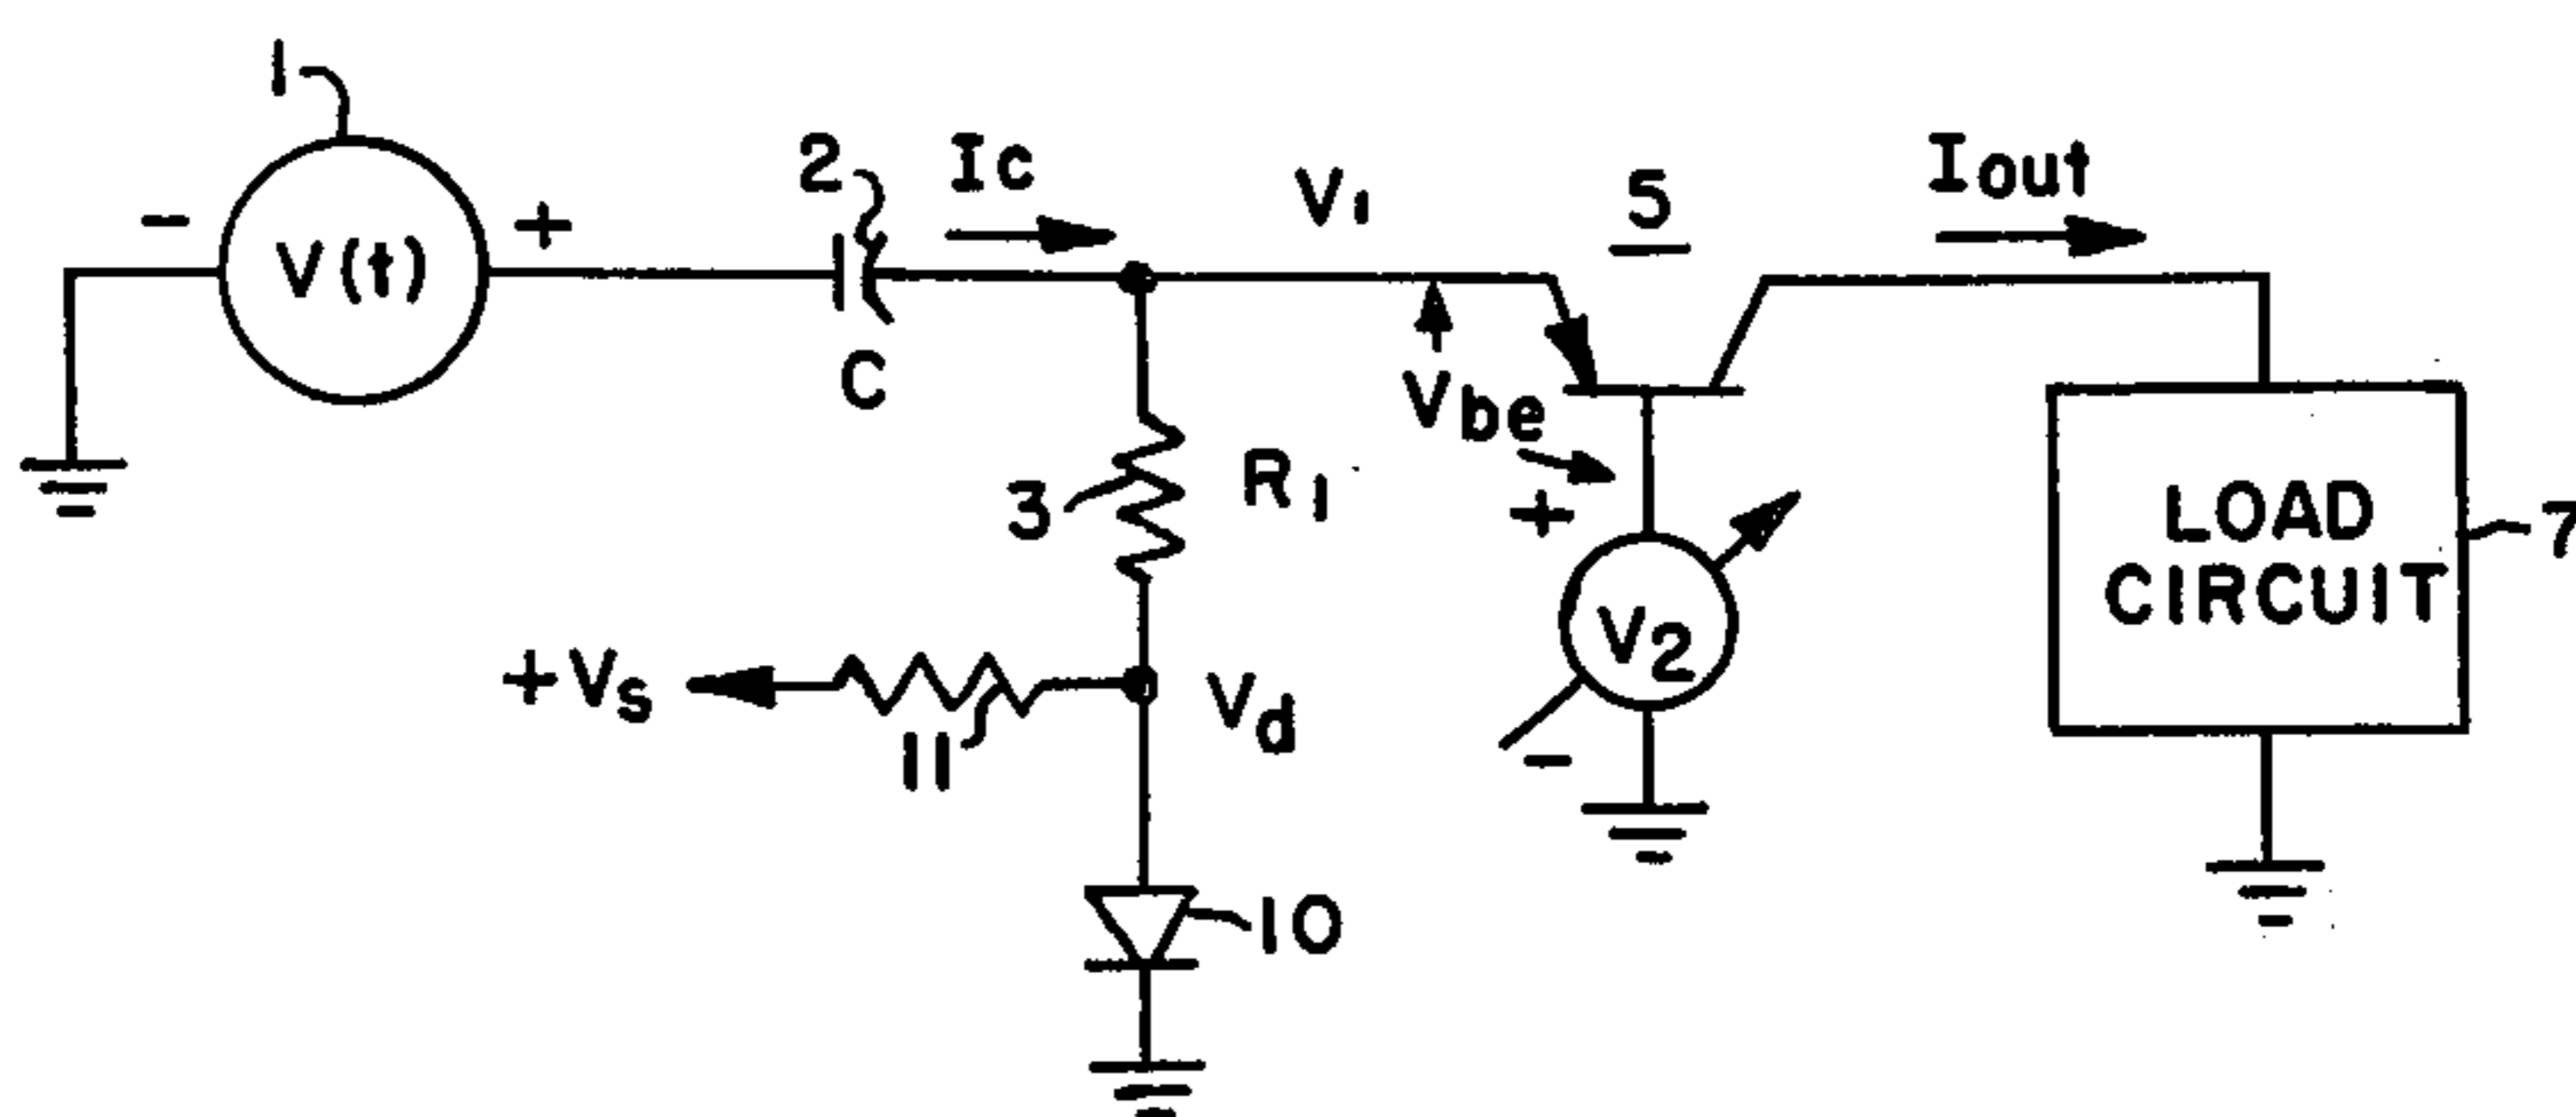 1
2
Ic
V1
5
Iout
-
V(t)
+
C
Vbe
3
R1
+
LOAD
CIRCUIT
7
+Vs
11
Vd
V2
-
10